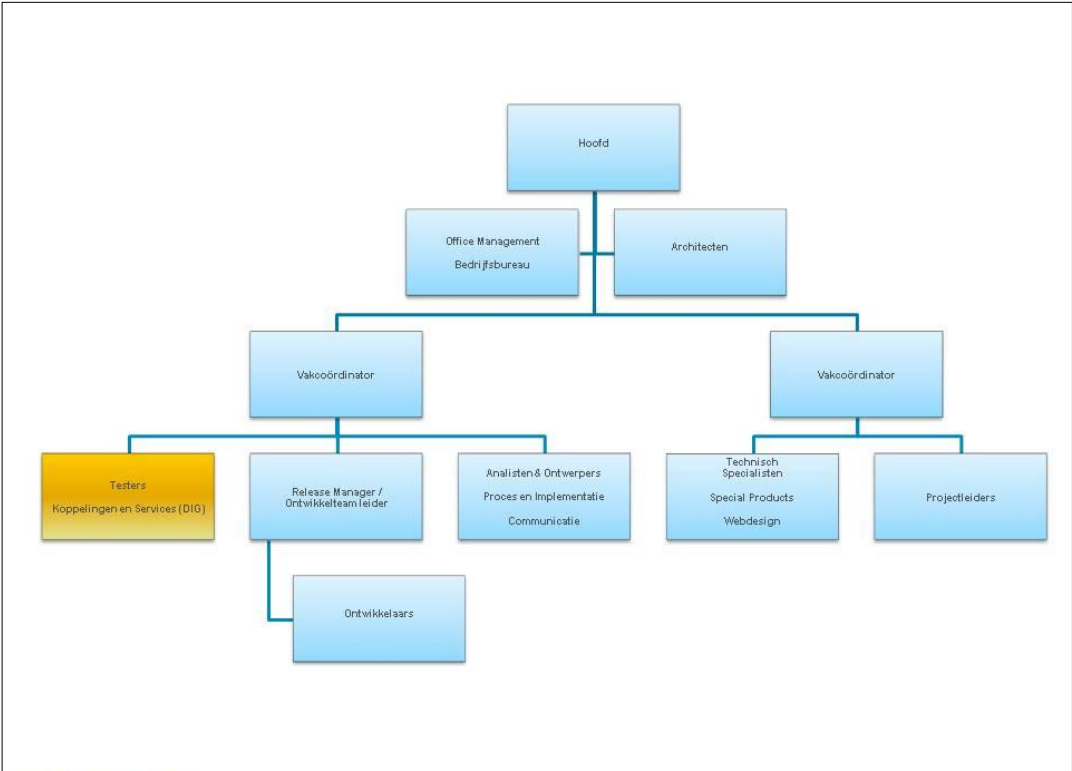 Hoofd
Office Management
Bedrijfsbureau
Architecten
Vakcoördinator
Vakcoördinator
Testers
Koppelingen en Services (DIG)
Release Manager /
Ontwikkelteam leider
Analisten & Ontwerpers
Proces en Implementatie
Communicatie
Technisch
Specialisten
Special Products
Webdesign
Projectleiders
Ontwikkelaars